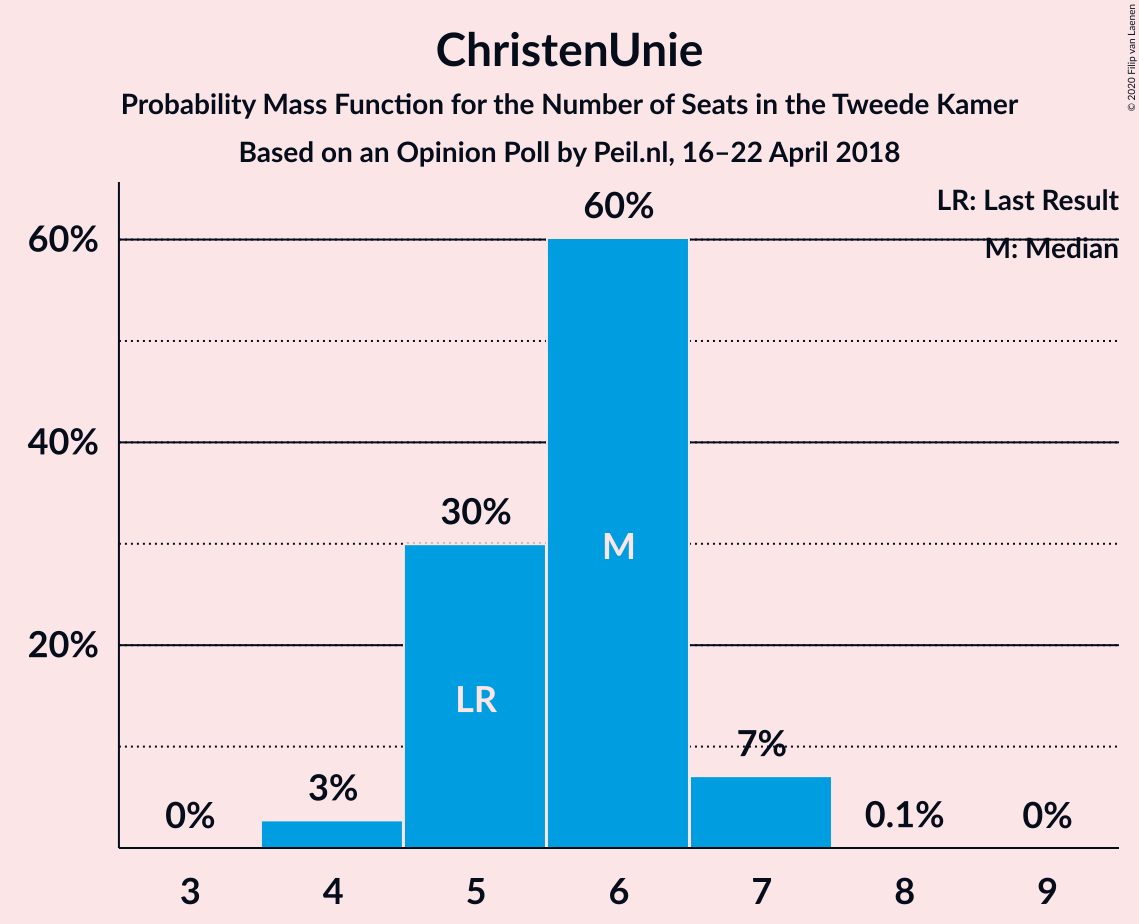 ChristenUnie
Probability Mass Function for the Number of Seats in the Tweede Kamer
Based on an Opinion Poll by Peil.nl, 16–22 April 2018
© 2020 Filip van Laenen
LR: Last Result
M: Median
60%
40%
20%
0%
3%
30%
60%
7%
0.1%
0%
LR
M
3 4 5 6 7 8 9